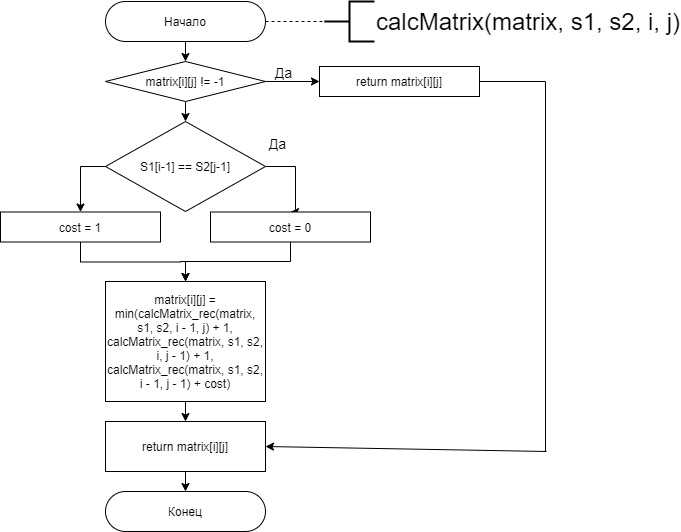 Начало
calcMatrix(matrix, s1, s2, i, j)
matrix[i][j] != -1
Да
return matrix[i][j]
Да
S1[i-1] == S2[j-1]
cost = 1
cost = 0
matrix[i][j] =
min(calcMatrix_rec(matrix,
s1, s2, i - 1, j) + 1,
calcMatrix_rec(matrix, s1, s2,
i, j - 1) + 1,
calcMatrix_rec(matrix, s1, s2,
i - 1, j - 1) + cost)
return matrix[i][j]
Конец